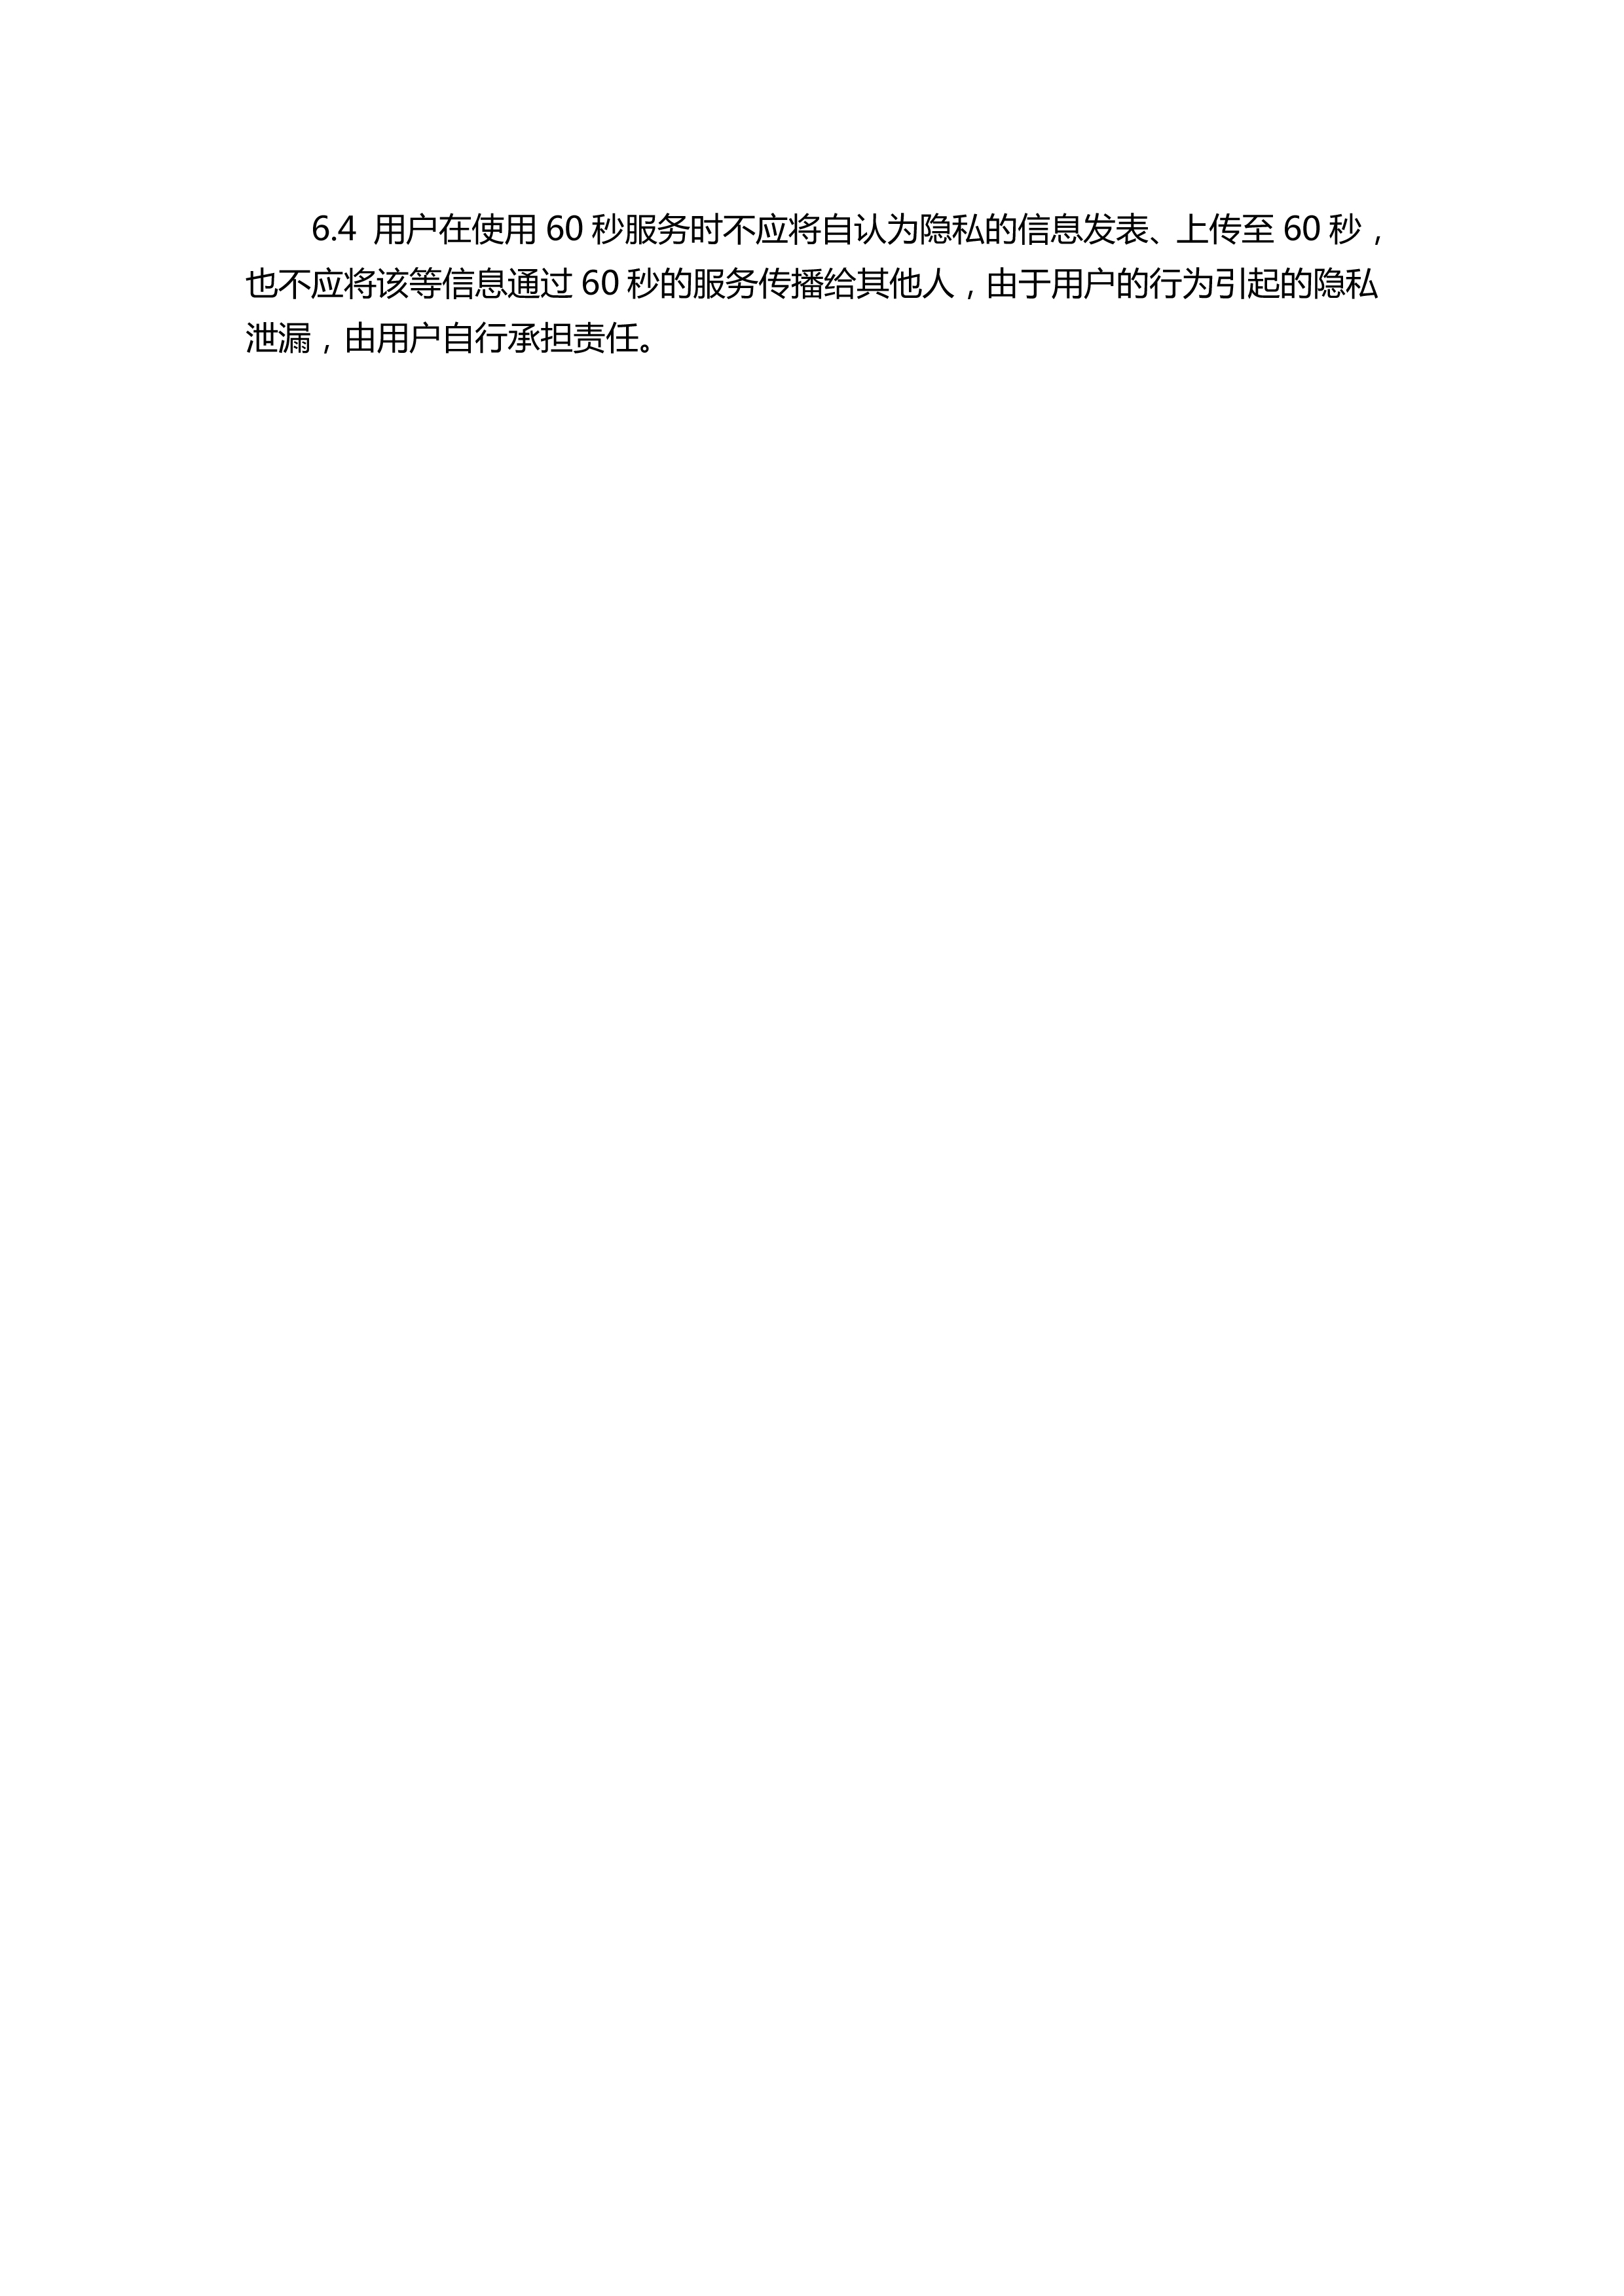 6.4 用户在使用 60 秒服务时不应将自认为隐私的信息发表、上传至 60 秒，
也不应将该等信息通过 60 秒的服务传播给其他人，由于用户的行为引起的隐私
泄漏，由用户自行承担责任。